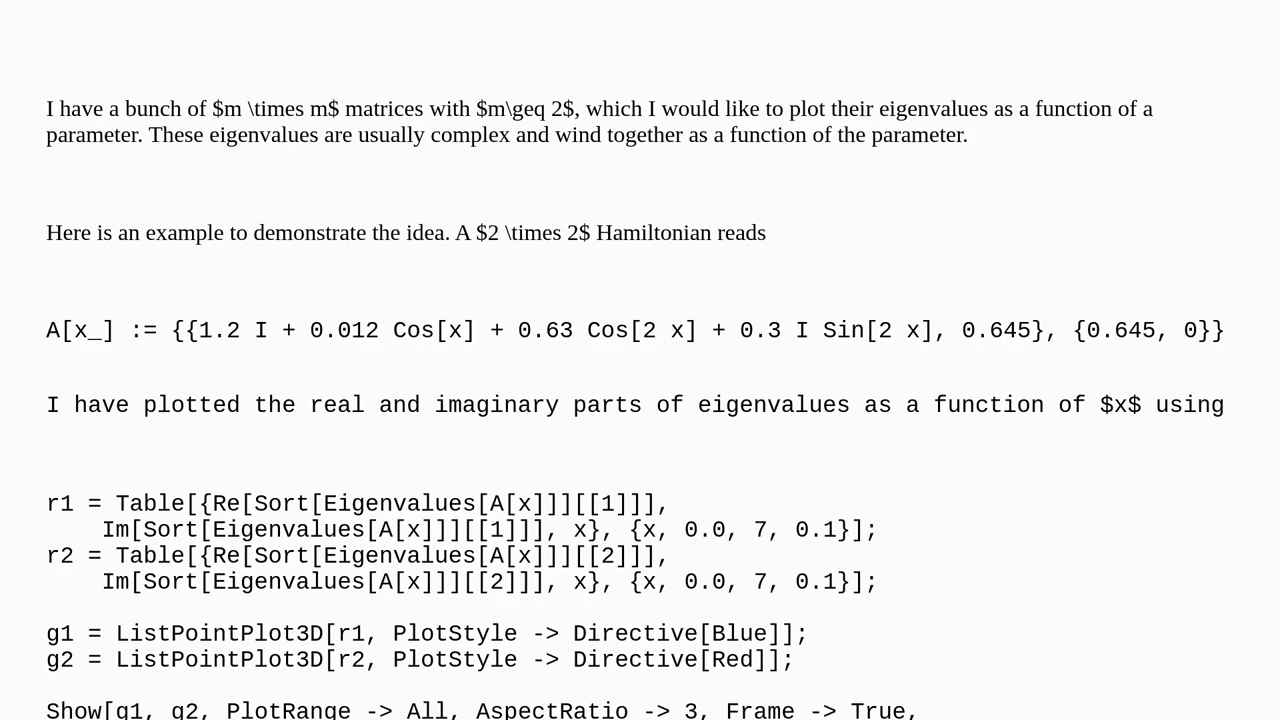 I have a bunch of $m \times m$ matrices with $m\geq 2$, which I would like to plot their eigenvalues as a function of a
parameter. These eigenvalues are usually complex and wind together as a function of the parameter.
Here is an example to demonstrate the idea. A $2 \times 2$ Hamiltonian reads
A[x_] := {{1.2 I + 0.012 Cos[x] + 0.63 Cos[2 x] + 0.3 I Sin[2 x], 0.645}, {0.645, 0}}
I have plotted the real and imaginary parts of eigenvalues as a function of $x$ using
r1 = Table[{Re[Sort[Eigenvalues[A[x]]][[1]]],
    Im[Sort[Eigenvalues[A[x]]][[1]]], x}, {x, 0.0, 7, 0.1}];
r2 = Table[{Re[Sort[Eigenvalues[A[x]]][[2]]],
    Im[Sort[Eigenvalues[A[x]]][[2]]], x}, {x, 0.0, 7, 0.1}];
g1 = ListPointPlot3D[r1, PlotStyle -> Directive[Blue]];
g2 = ListPointPlot3D[r2, PlotStyle -> Directive[Red]];
Show[g1, g2, PlotRange -> All, AspectRatio -> 3, Frame -> True,